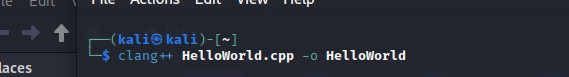 File Actions Edit View Help
Edit
laces
┌──(kali㉿kali)-[~]
└─$ clang++ HelloWorld.cpp -o HelloWorld